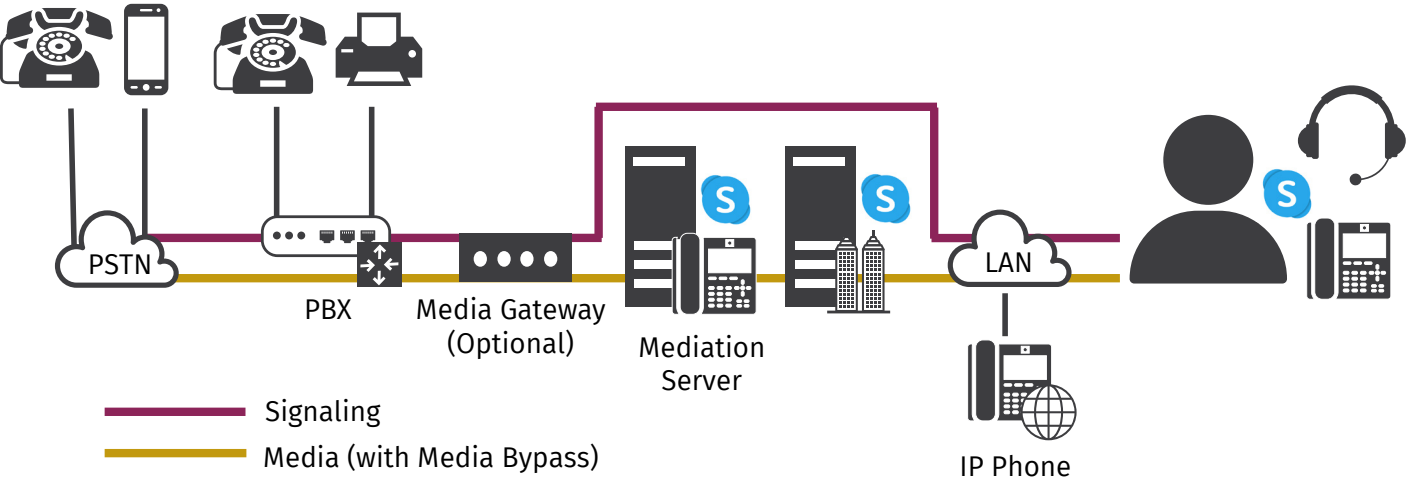 S
S
S
PSTN
LAN
PBX
Media Gateway
(Optional)
Mediation
Server
Signaling
Media (with Media Bypass)
IP Phone